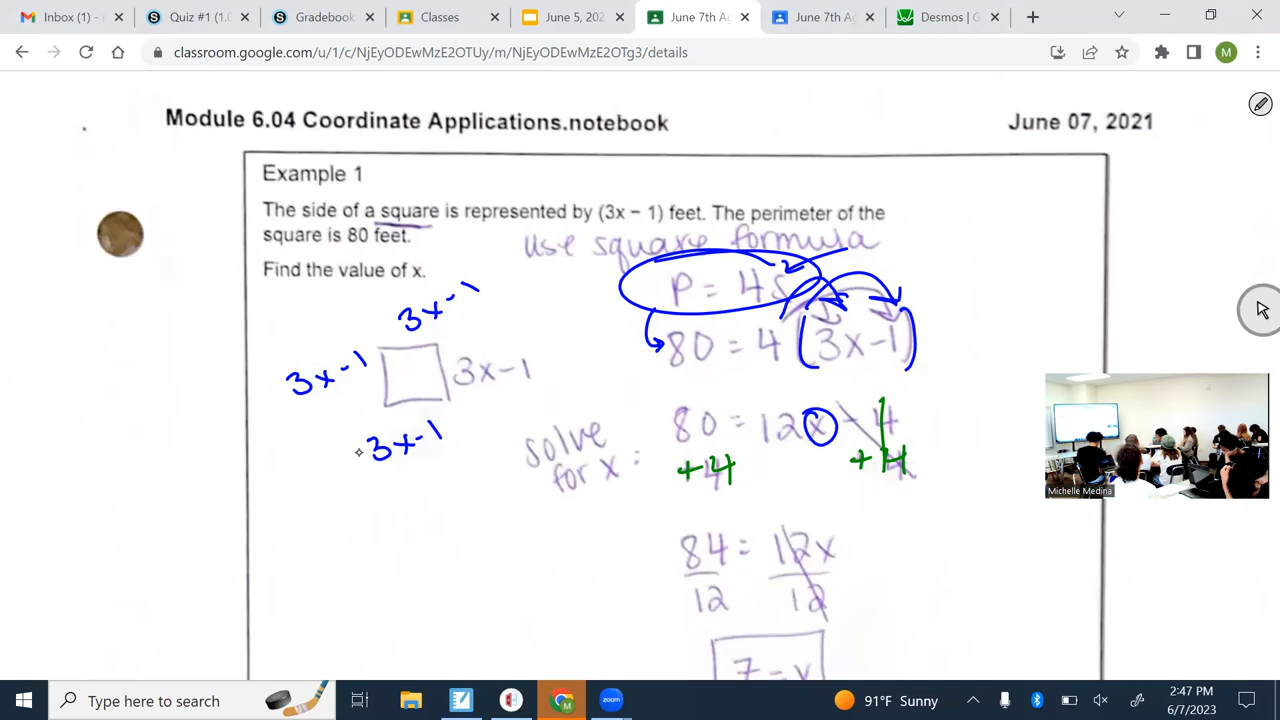 Inbox (1) -
Quiz #1 (1.0
Gradebook
Classes
June 5, 202
June 7th Ag
June 7th Ag
Desmos | G
classroom.google.com/u/1/c/NjEyODEwMzE2OTUy/m/NjEyODEwMzE2OTg3/details
M
Module 6.04 Coordinate Applications.notebook
June 07, 2021
Example 1
The side of a square is represented by (3x − 1) feet. The perimeter of the
square is 80 feet.
Find the value of x.
use square formula
P = 4s
80 = 4 (3x-1)
3x-1
3x-1
3x-1
3x-1
solve
for x :
80 = 12x - 4
+4 +4
84 = 12x
12 12
7 = x
Michelle Medina
Type here to search
91°F Sunny
2:47 PM
6/7/2023